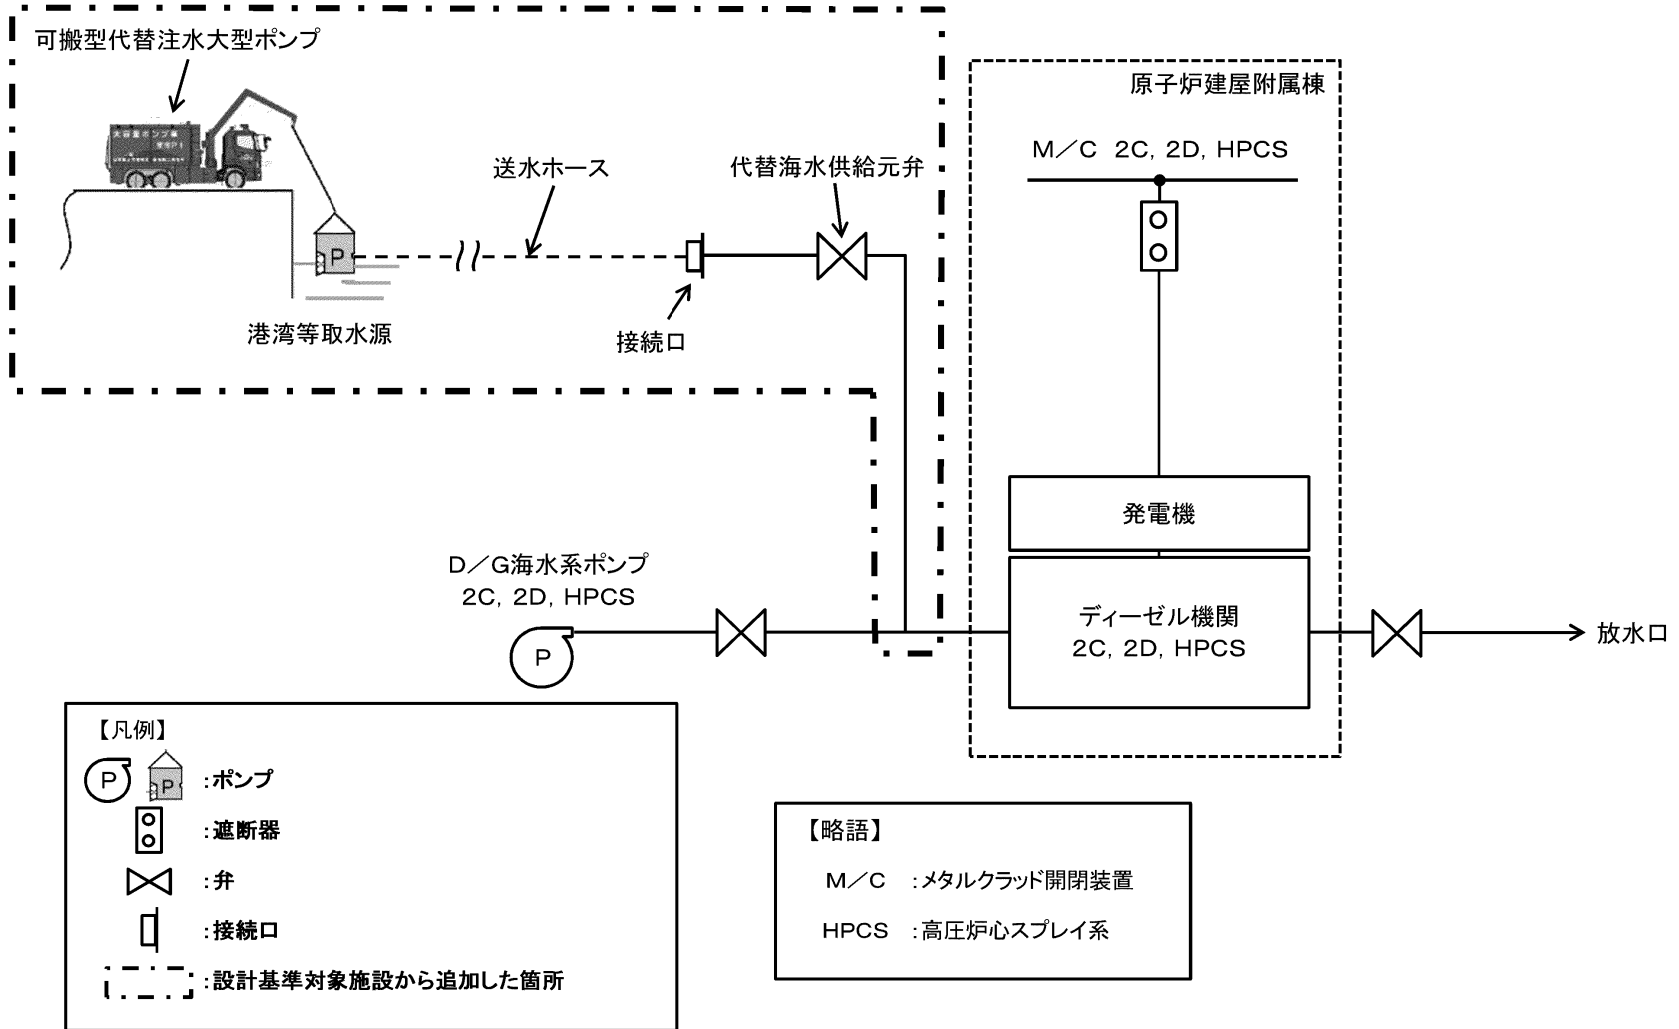 可搬型代替注水大型ポンプ
原子炉建屋附属棟
M／C 2C, 2D, HPCS
送水ホース
代替海水供給元弁
P
港湾等取水源
接続口
発電機
D／G海水系ポンプ
2C, 2D, HPCS
P
ディーゼル機関
2C, 2D, HPCS
放水口
【凡例】
P P :ポンプ
:遮断器
:弁
:接続口
:設計基準対象施設から追加した箇所
【略語】
M／C :メタルクラッド開閉装置
HPCS :高圧炉心スプレイ系